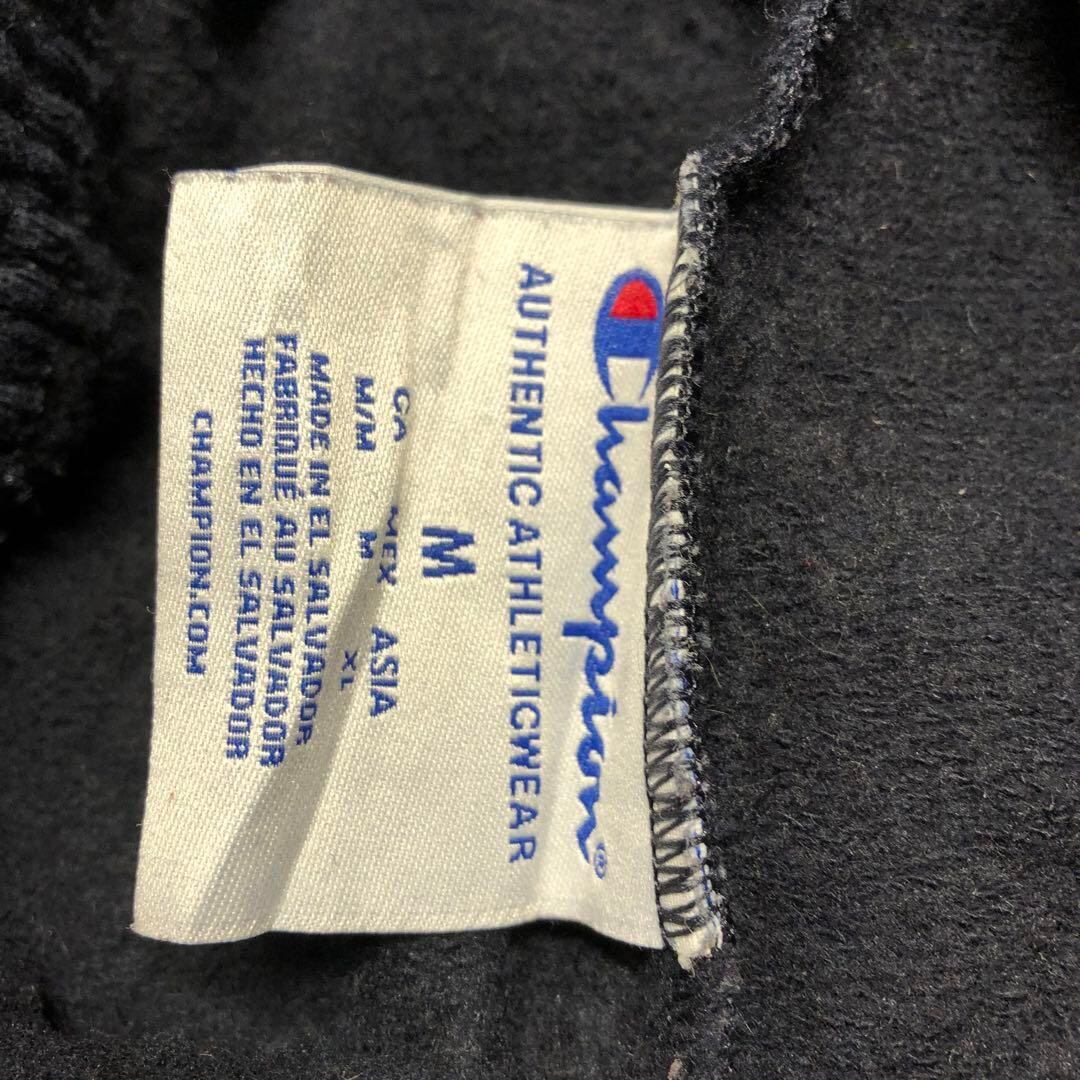 Champion®
AUTHENTIC ATHLETICWEAR
M
CA MEX ASIA
M/M M XL
MADE IN EL SALVADOR
FABRIQUÉ AU SALVADOR
HECHO EN EL SALVADOR
CHAMPION.COM